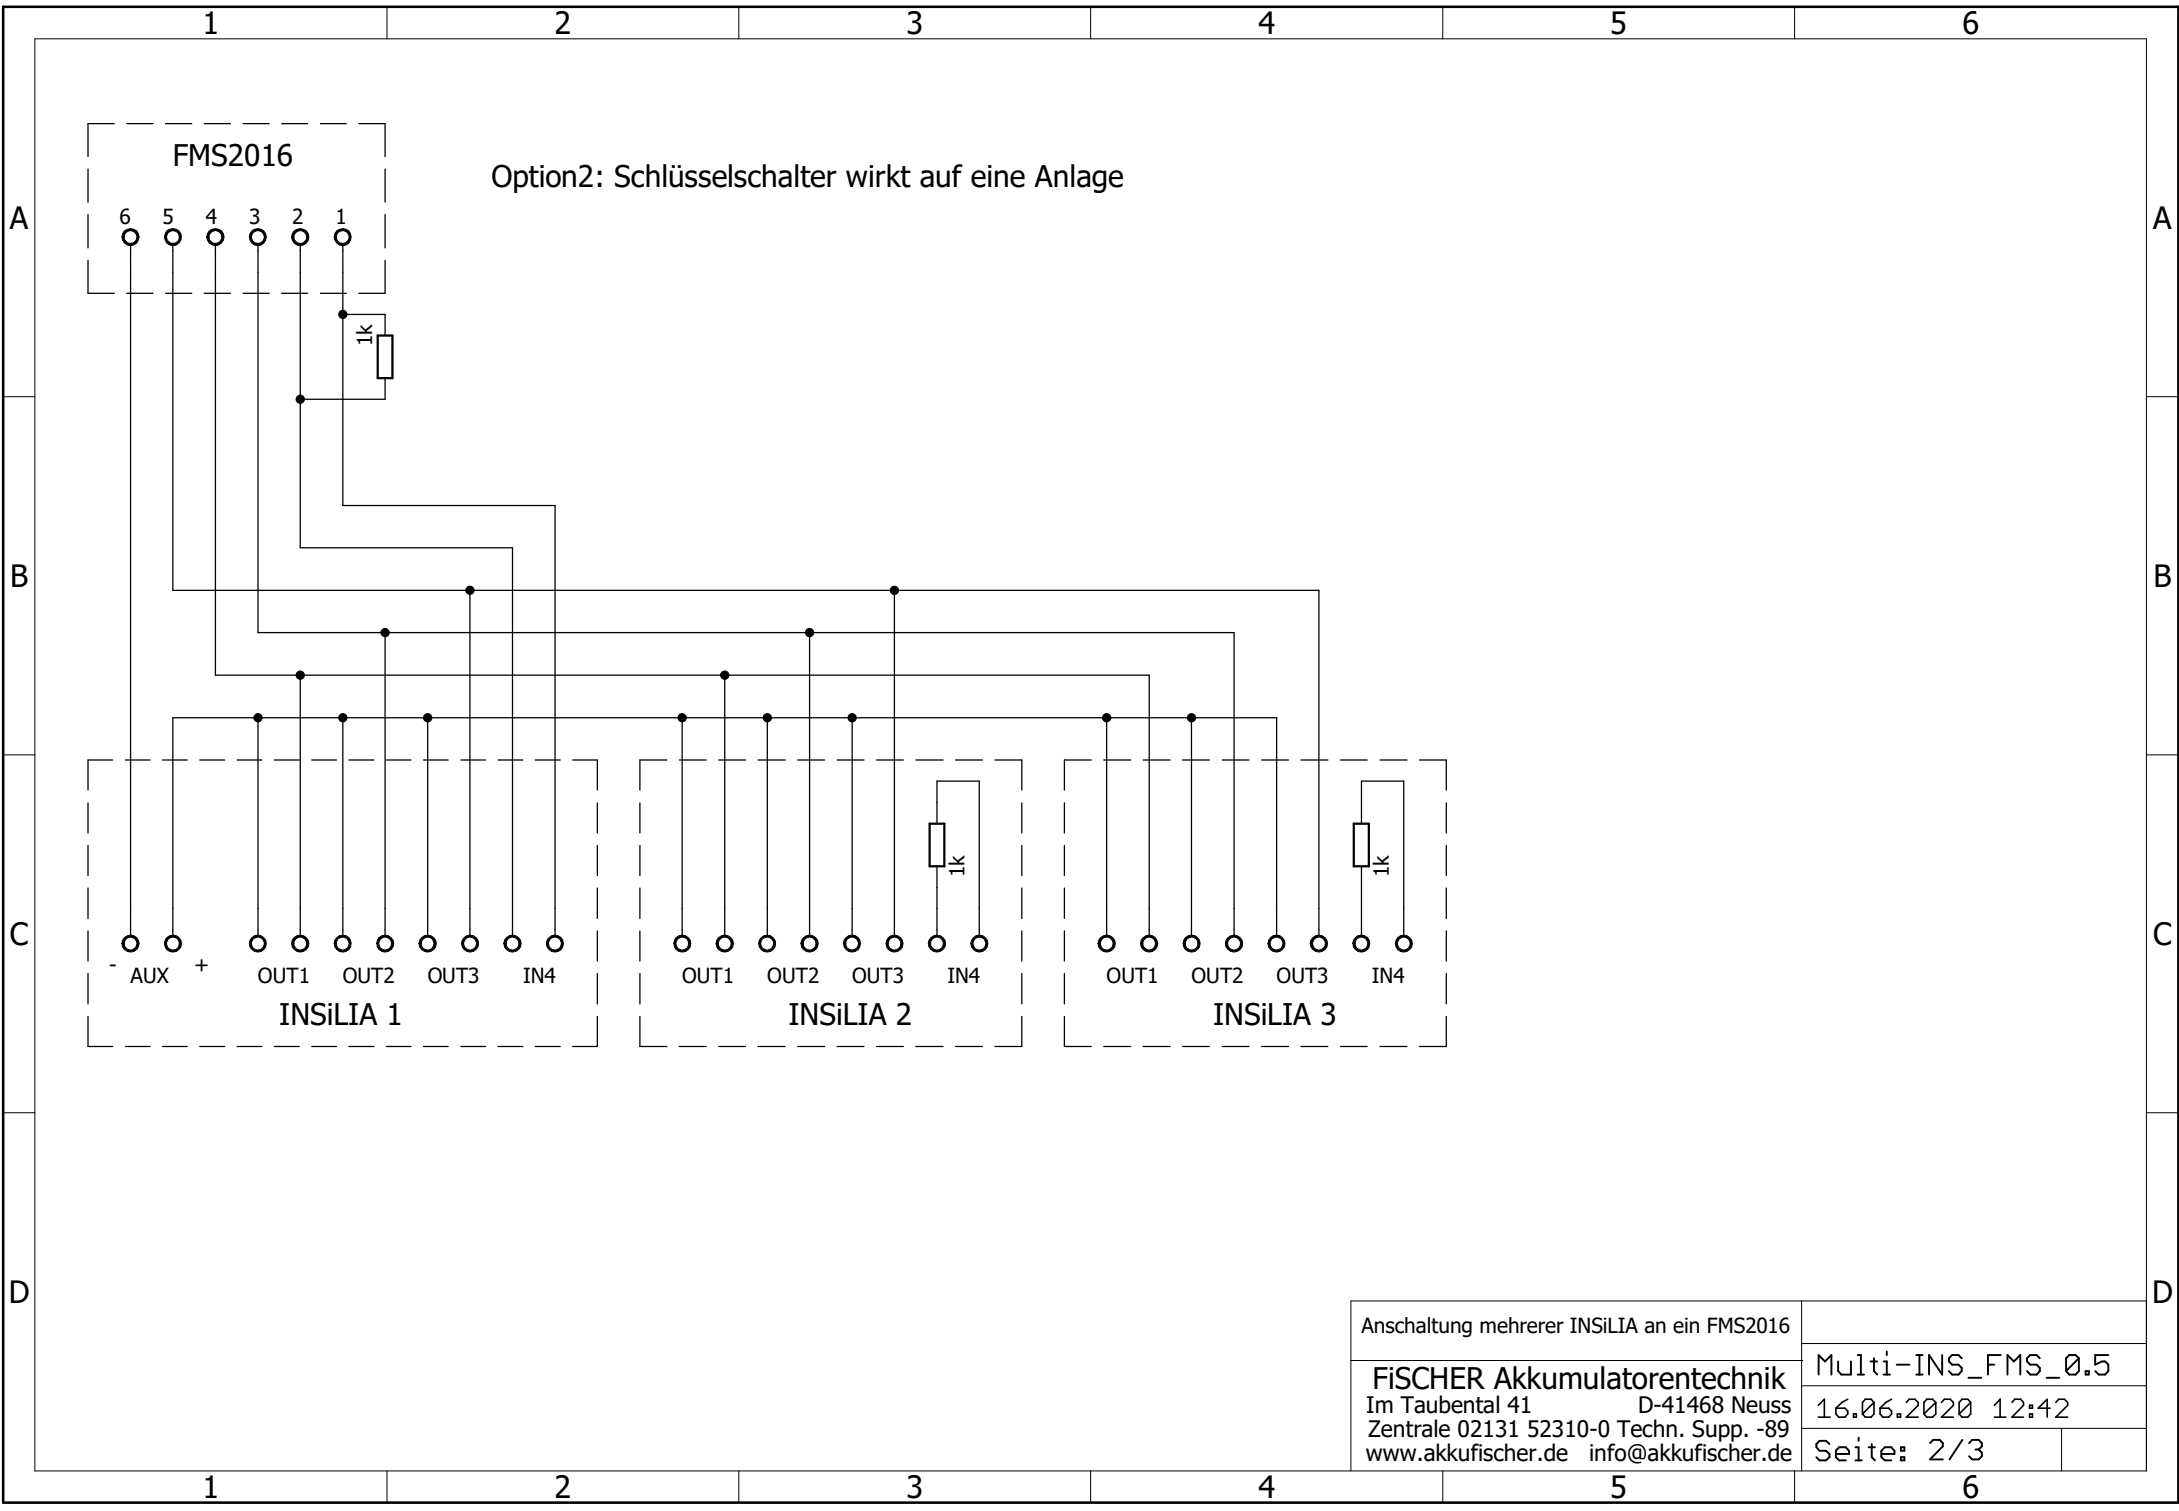 1 2 3 4 5 6
FMS2016
Option2: Schlüsselschalter wirkt auf eine Anlage
A A
6 5 4 3 2 1
1k
B B
1k 1k
C C
- AUX + OUT1 OUT2 OUT3 IN4 OUT1 OUT2 OUT3 IN4 OUT1 OUT2 OUT3 IN4
INSiLIA 1 INSiLIA 2 INSiLIA 3
D D
Anschaltung mehrerer INSiLIA an ein FMS2016
Multi-INS_FMS_0.5
FiSCHER Akkumulatorentechnik
Im Taubental 41 D-41468 Neuss
16.06.2020 12:42
Zentrale 02131 52310-0 Techn. Supp. -89
www.akkufischer.de info@akkufischer.de
Seite: 2/3
1 2 3 4 5 6